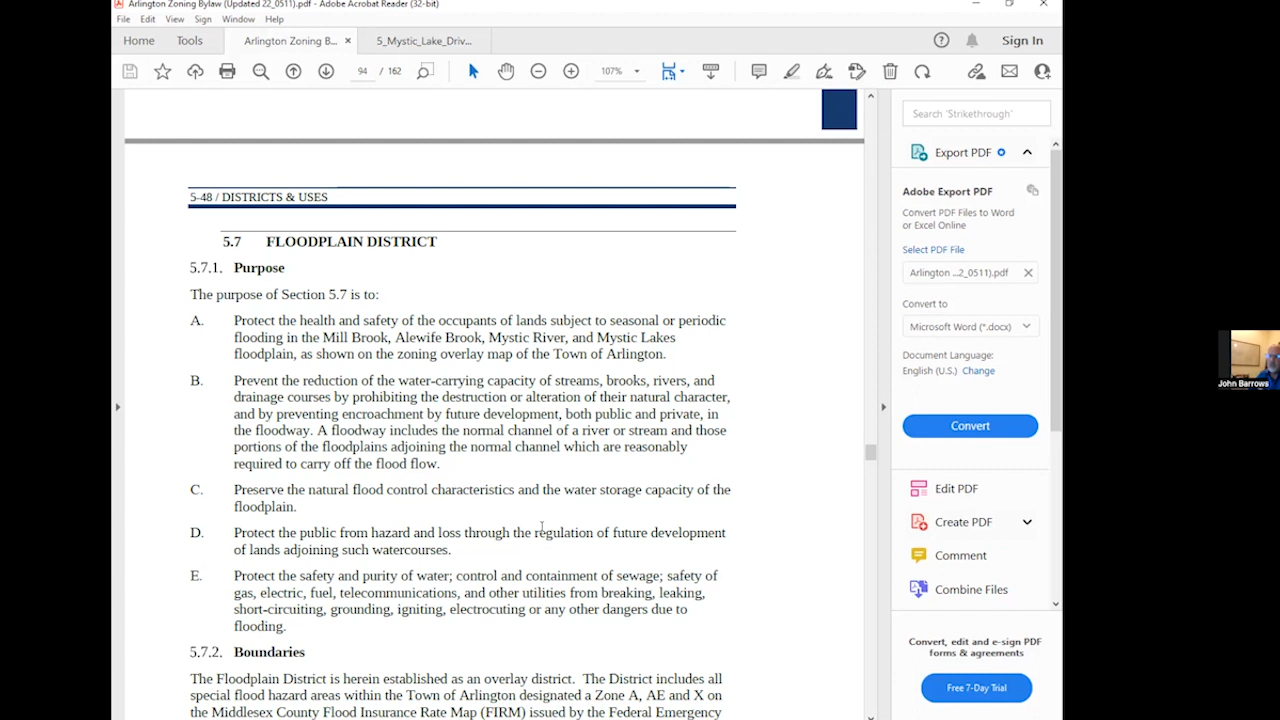 Arlington Zoning Bylaw (Updated 22_0511).pdf - Adobe Acrobat Reader (32-bit)
File Edit View Sign Window Help
Home Tools Arlington Zoning B... × 5_Mystic_Lake_Driv... Sign In
94 / 162 107%
5-48 / DISTRICTS & USES
5.7 FLOODPLAIN DISTRICT
5.7.1. Purpose
The purpose of Section 5.7 is to:
A. Protect the health and safety of the occupants of lands subject to seasonal or periodic
flooding in the Mill Brook, Alewife Brook, Mystic River, and Mystic Lakes
floodplain, as shown on the zoning overlay map of the Town of Arlington.
B. Prevent the reduction of the water-carrying capacity of streams, brooks, rivers, and
drainage courses by prohibiting the destruction or alteration of their natural character,
and by preventing encroachment by future development, both public and private, in
the floodway. A floodway includes the normal channel of a river or stream and those
portions of the floodplains adjoining the normal channel which are reasonably
required to carry off the flood flow.
C. Preserve the natural flood control characteristics and the water storage capacity of the
floodplain.
D. Protect the public from hazard and loss through the regulation of future development
of lands adjoining such watercourses.
E. Protect the safety and purity of water; control and containment of sewage; safety of
gas, electric, fuel, telecommunications, and other utilities from breaking, leaking,
short-circuiting, grounding, igniting, electrocuting or any other dangers due to
flooding.
5.7.2. Boundaries
The Floodplain District is herein established as an overlay district. The District includes all
special flood hazard areas within the Town of Arlington designated a Zone A, AE and X on
the Middlesex County Flood Insurance Rate Map (FIRM) issued by the Federal Emergency
Search 'Strikethrough'
Export PDF
Adobe Export PDF
Convert PDF Files to Word
or Excel Online
Select PDF File
Arlington ...2_0511).pdf ×
Convert to
Microsoft Word (*.docx)
Document Language:
English (U.S.) Change
Convert
Edit PDF
Create PDF
Comment
Combine Files
Convert, edit and e-sign PDF
forms & agreements
Free 7-Day Trial
John Barrows